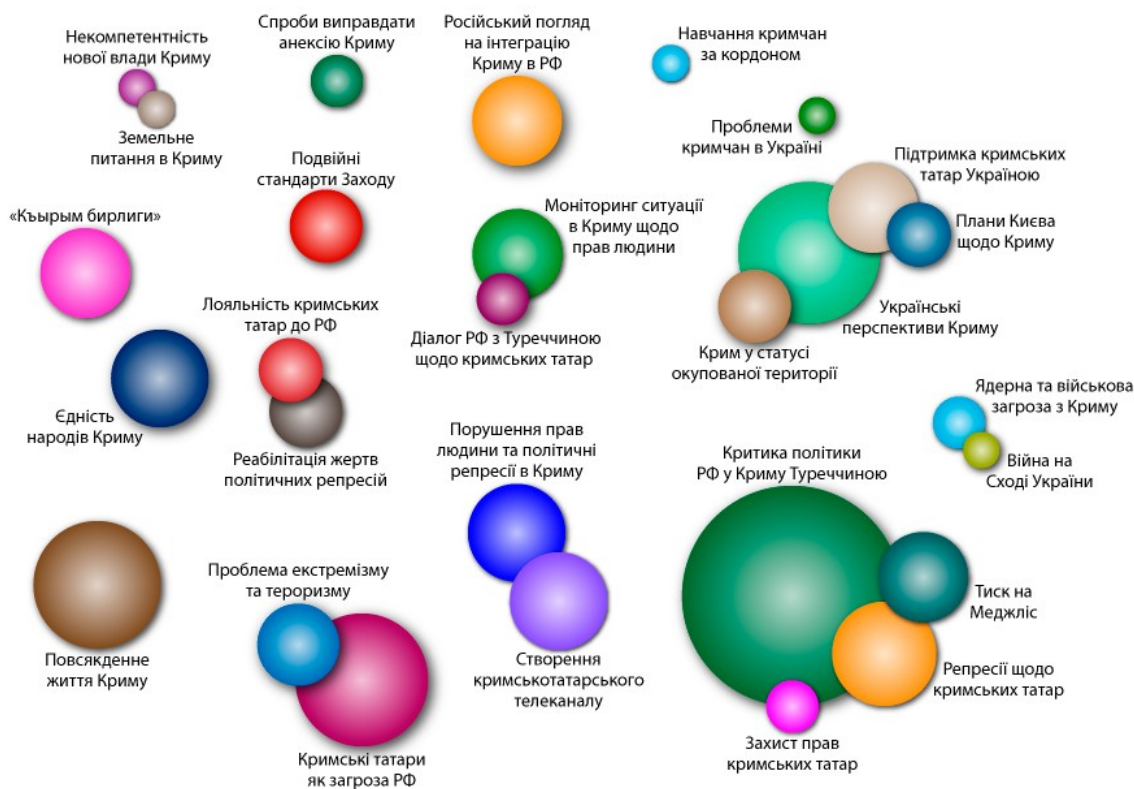 Некомпетентність
нової влади Криму
Земельне
питання в Криму
Спроби виправдати
анексію Криму
Російський погляд
на інтеграцію
Криму в РФ
Навчання кримчан
за кордоном
Проблеми
кримчан в Україні
Подвійні
стандарти Заходу
Підтримка кримських
татар Україною
«Къырым бирлиги»
Моніторинг ситуації
в Криму щодо
прав людини
Плани Києва
щодо Криму
Лояльність кримських
татар до РФ
Діалог РФ з Туреччиною
щодо кримських татар
Українські
перспективи Криму
Крим у статусі
окупованої території
Єдність
народів Криму
Реабілітація жертв
політичних репресій
Ядерна та військова
загроза з Криму
Війна на
Сході України
Порушення прав
людини та політичні
репресії в Криму
Критика політики
РФ у Криму Туреччиною
Проблема екстремізму
та тероризму
Тиск на
Меджліс
Повсякденне
життя Криму
Створення
кримськотатарського
телеканалу
Репресії щодо
кримських татар
Кримські татари
як загроза РФ
Захист прав
кримських татар